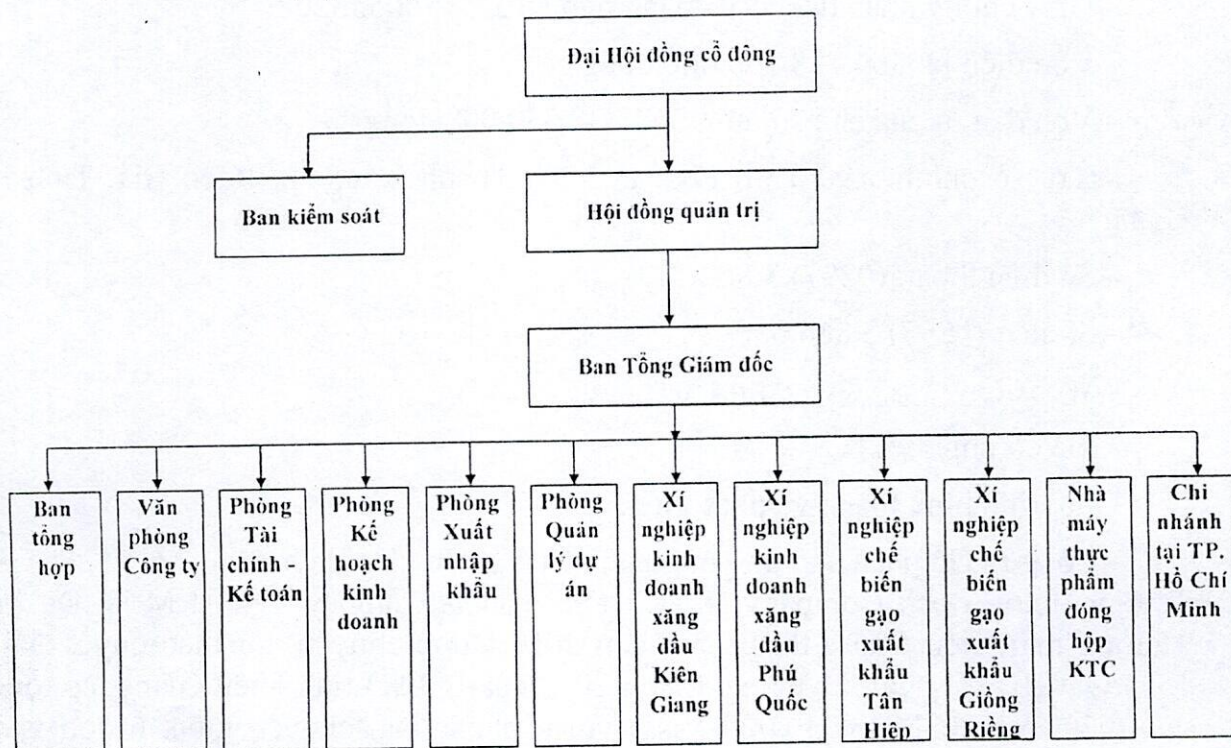 Đại Hội đồng cổ đông
Ban kiểm soát
Hội đồng quản trị
Ban Tổng Giám đốc
Ban
tổng
hợp
Văn
phòng
Công ty
Phòng
Tài
chính -
Kế toán
Phòng
Kế
hoạch
kinh
doanh
Phòng
Xuất
nhập
khẩu
Phòng
Quản
lý dự
án
Xí
nghiệp
kinh
doanh
xăng
dầu
Kiên
Giang
Xí
nghiệp
kinh
doanh
xăng
dầu
Phú
Quốc
Xí
nghiệp
chế
biến
gạo
xuất
khẩu
Tân
Hiệp
Xí
nghiệp
chế
biến
gạo
xuất
khẩu
Giồng
Riềng
Nhà
máy
thực
phẩm
đóng
hộp
KTC
Chi
nhánh
tại TP.
Hồ Chí
Minh